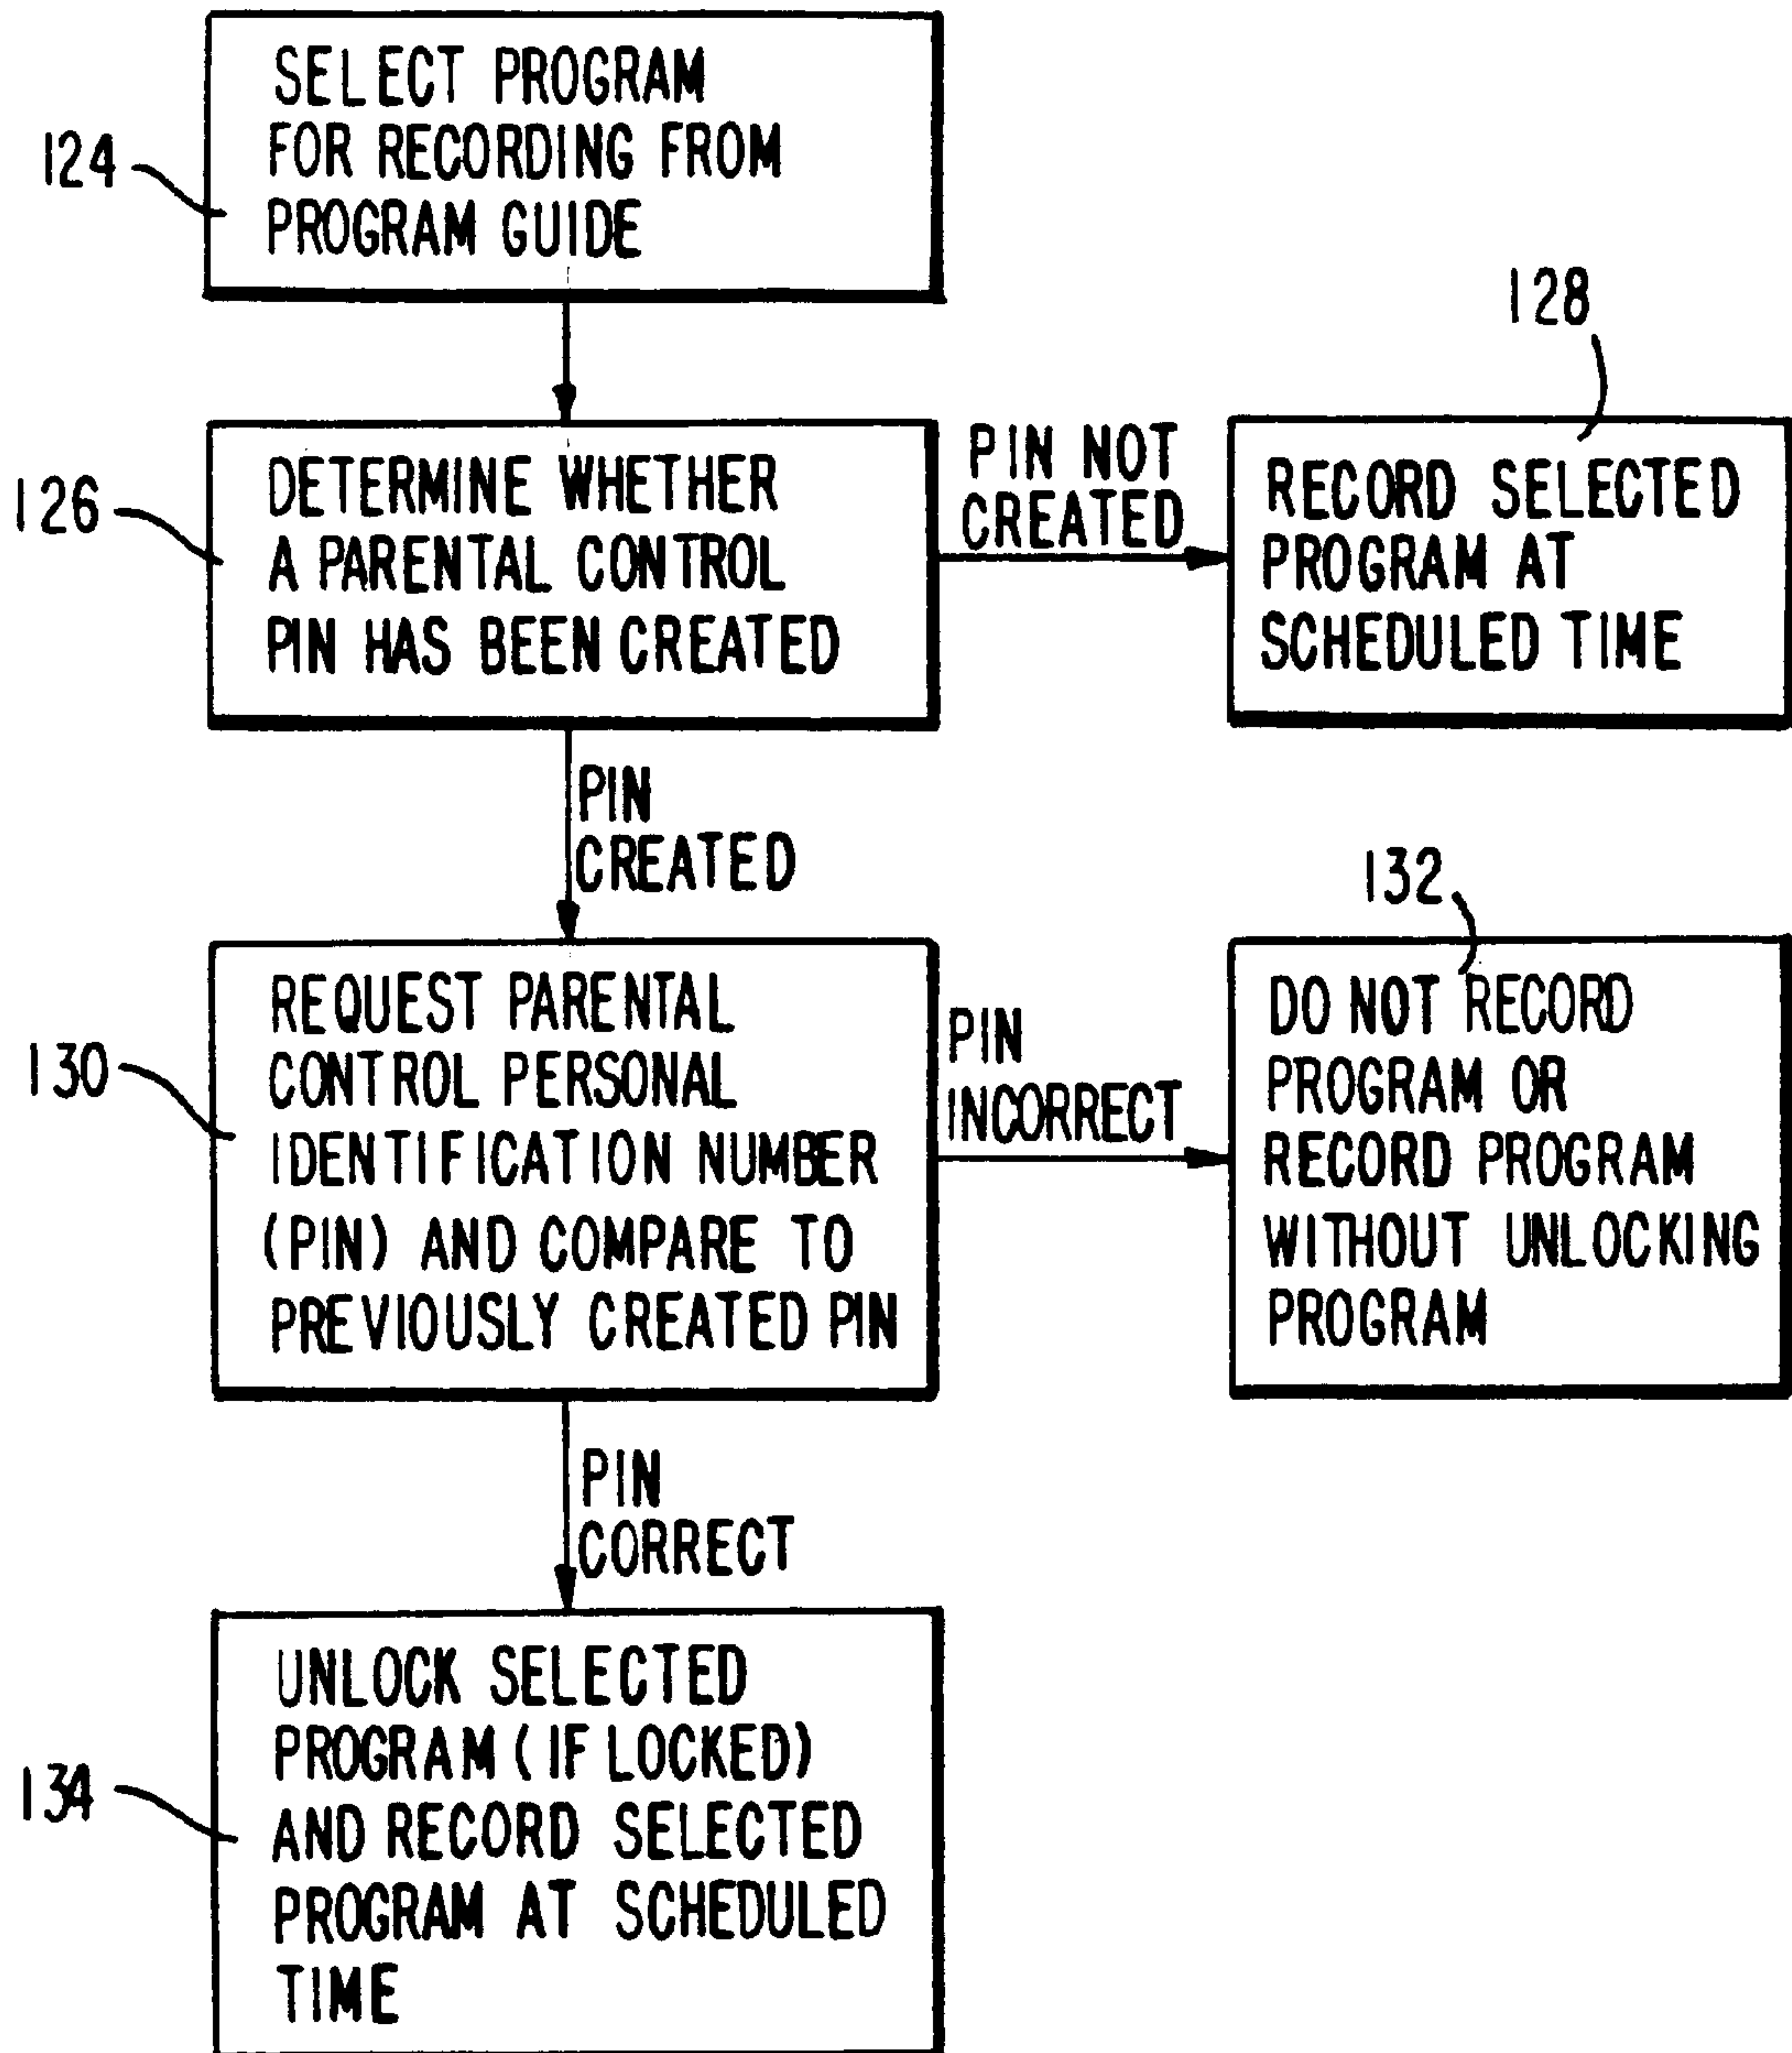 SELECT PROGRAM
FOR RECORDING FROM
PROGRAM GUIDE
124
128
DETERMINE WHETHER
A PARENTAL CONTROL
PIN HAS BEEN CREATED
126
PIN NOT
CREATED
RECORD SELECTED
PROGRAM AT
SCHEDULED TIME
PIN
CREATED
132
REQUEST PARENTAL
CONTROL PERSONAL
IDENTIFICATION NUMBER
(PIN) AND COMPARE TO
PREVIOUSLY CREATED PIN
130
PIN
INCORRECT
DO NOT RECORD
PROGRAM OR
RECORD PROGRAM
WITHOUT UNLOCKING
PROGRAM
PIN
CORRECT
UNLOCK SELECTED
PROGRAM (IF LOCKED)
AND RECORD SELECTED
PROGRAM AT SCHEDULED
TIME
134